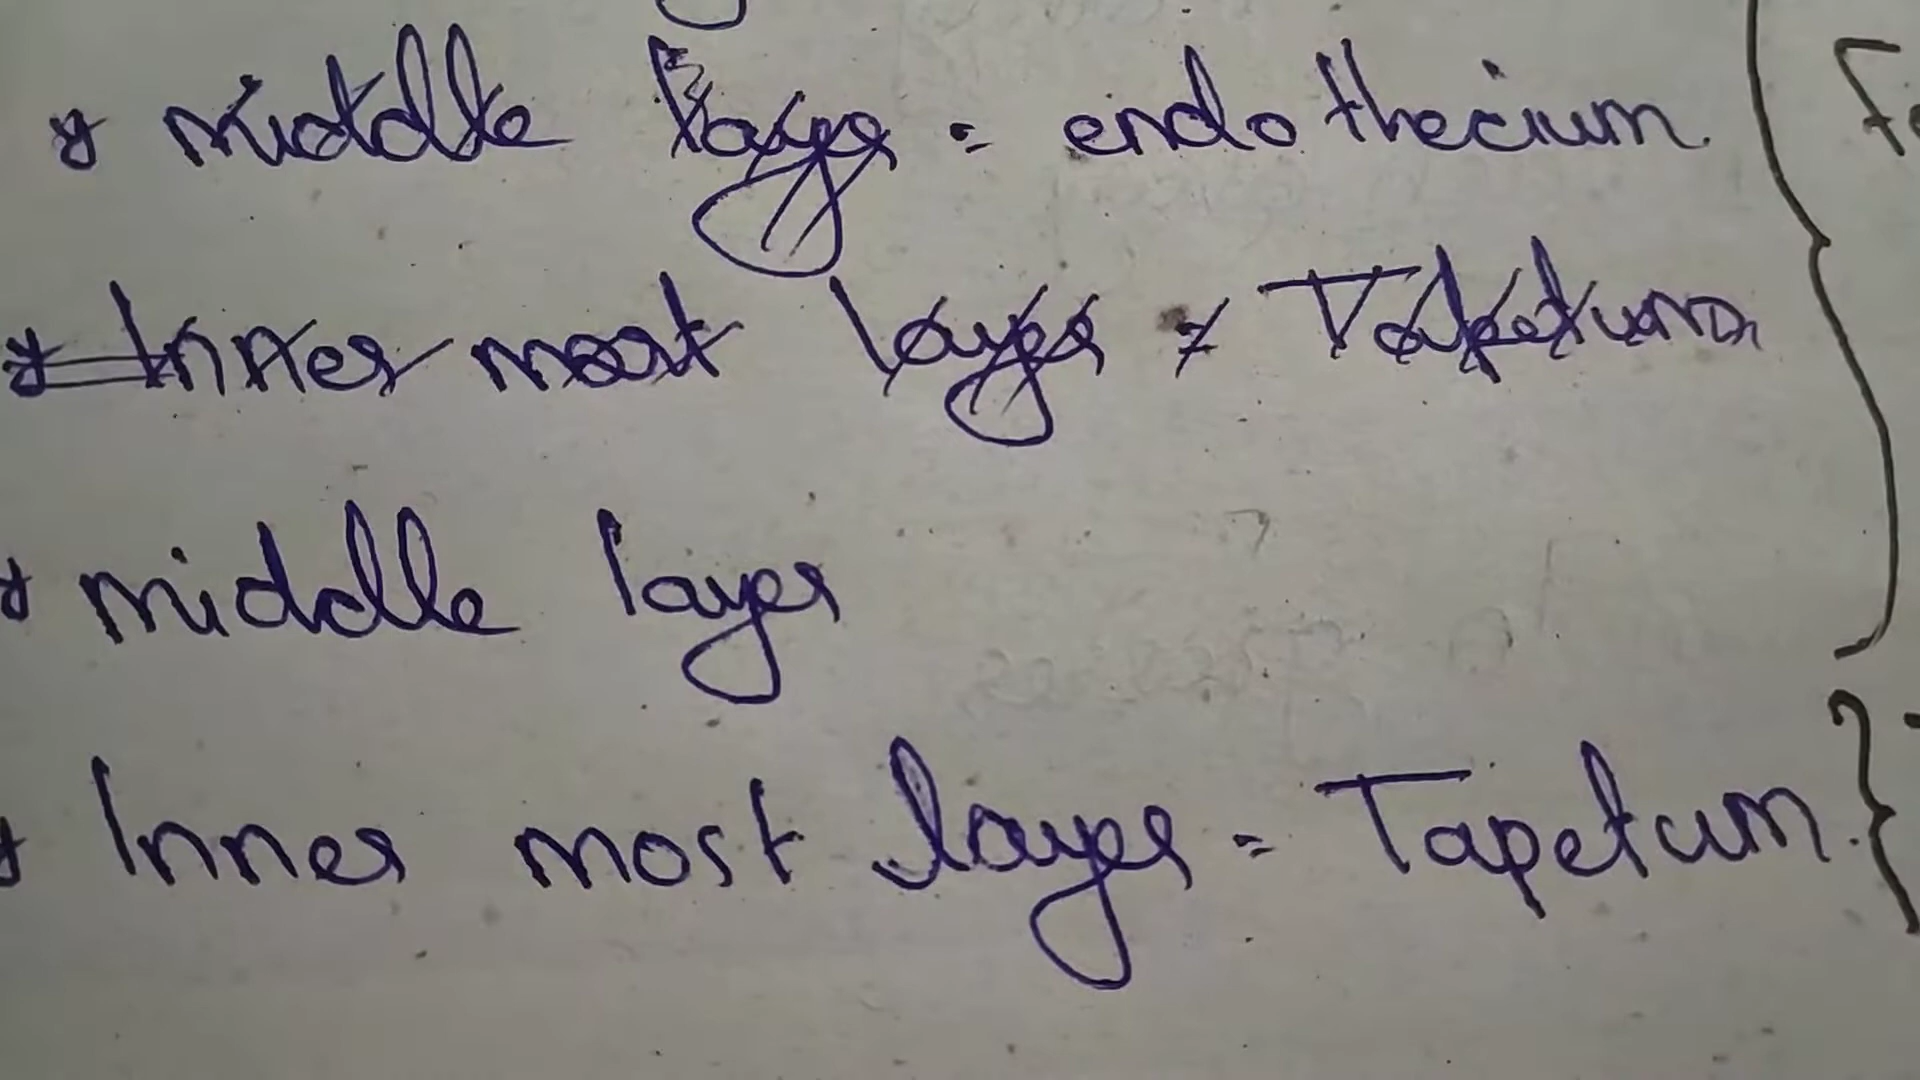 middle layer = endothecium.
Inner most layer = Tapetum
middle layer
Inner most layer = Tapetum.